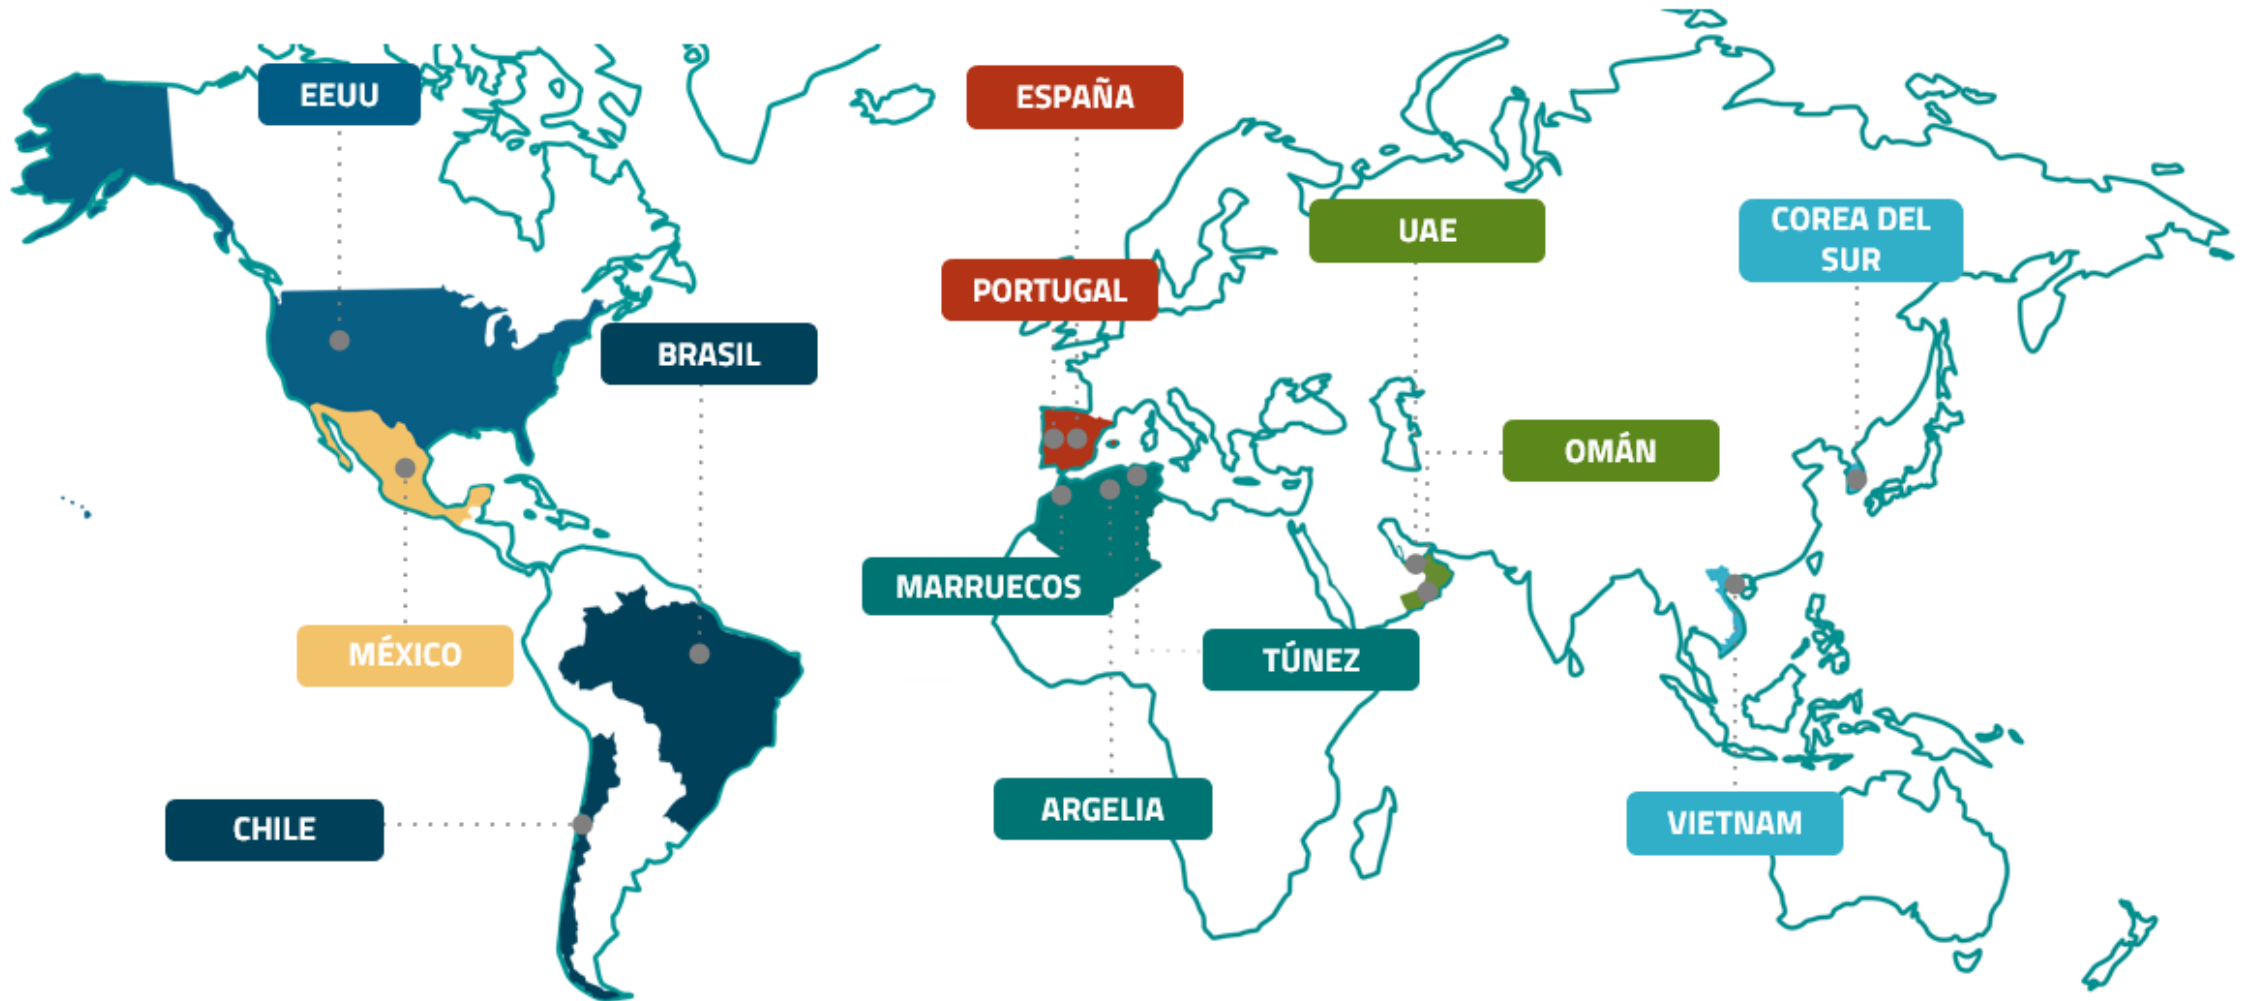 EEUU
ESPAÑA
UAE
COREA DEL
SUR
PORTUGAL
BRASIL
OMÁN
MARRUECOS
MÉXICO
TÚNEZ
ARGELIA
CHILE
VIETNAM